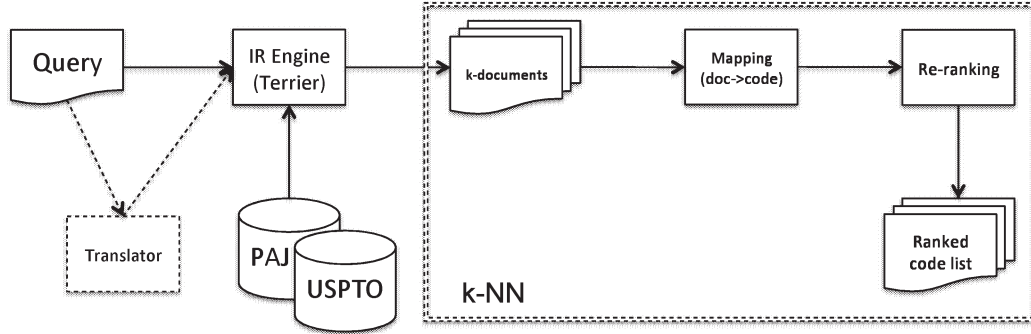 Query
IR Engine
(Terrier)
k-documents
Mapping
(doc->code)
Re-ranking
Translator
PAJ
USPTO
k-NN
Ranked
code list